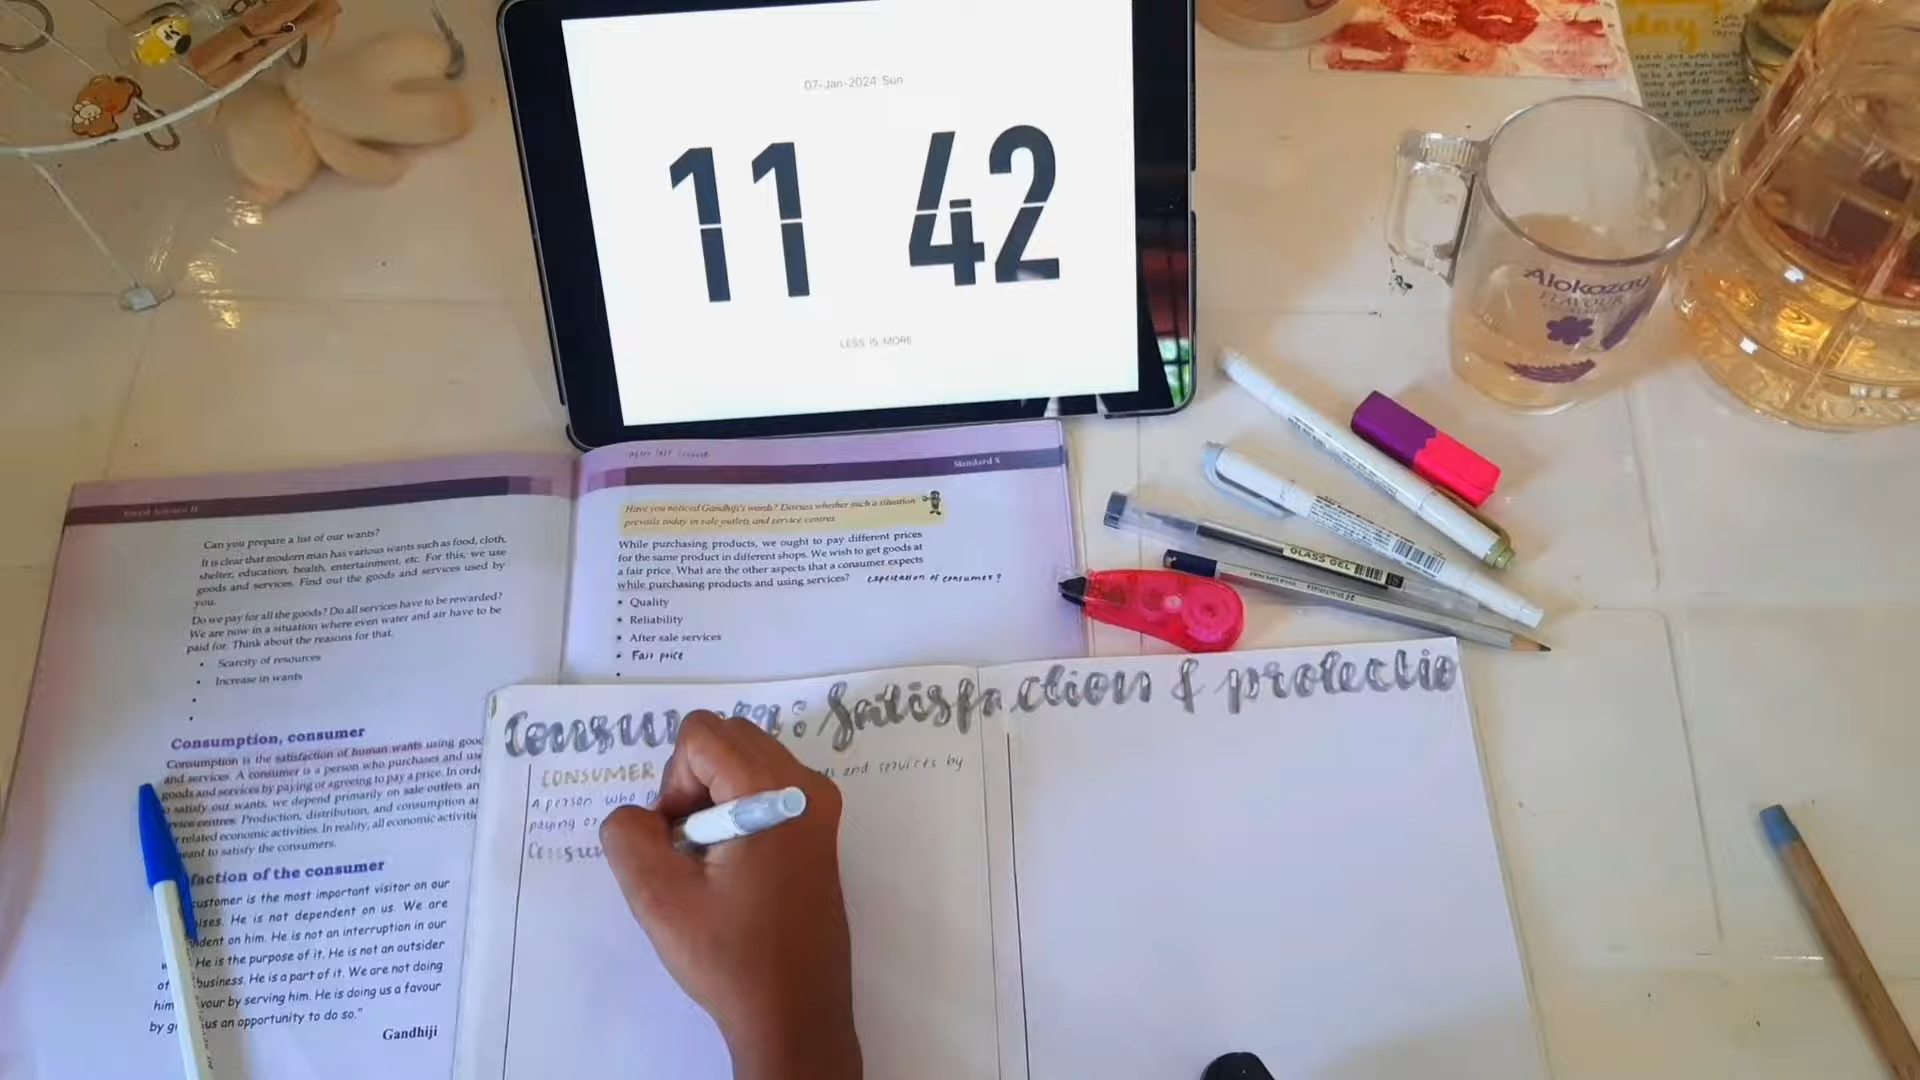 07-Jan-2024 Sun
11 42
LESS IS MORE
Alokozay
FLAVOUR
GLASS GEL
Standard X
Can you prepare a list of our wants?
It is clear that modern man has various wants such as food, cloth,
shelter, education, health, entertainment, etc. For this, we use
goods and services. Find out the goods and services used by
you.
Do we pay for all the goods? Do all services have to be rewarded?
We are now in a situation where even water and air have to be
paid for. Think about the reasons for that.
• Scarcity of resources
• Increase in wants
•
•
Consumption, consumer
Consumption is the satisfaction of human wants using
and services. A consumer is a person who purchases and
goods and services by paying or agreeing to pay a price. In
satisfy our wants, we depend primarily on sale outlets
centres. Production, distribution, and consumption
related economic activities. In reality, all economic
to satisfy the consumers.
of the consumer
customer is the most important visitor on our
He is not dependent on us. We are
on him. He is not an interruption in our
He is the purpose of it. He is not an outsider
business. He is a part of it. We are not doing
him by serving him. He is doing us a favour
by us an opportunity to do so."
Gandhiji
Have you noticed Gandhiji's words? Discuss whether such a situation
prevails today in sale outlets and service centres
While purchasing products, we ought to pay different prices
for the same product in different shops. We wish to get goods at
a fair price. What are the other aspects that a consumer expects
while purchasing products and using services? expectation of consumer?
• Quality
• Reliability
• After sale services
• Fair price
•
: Satisfaction & protectio
CONSUMER and services by
A person who
paying